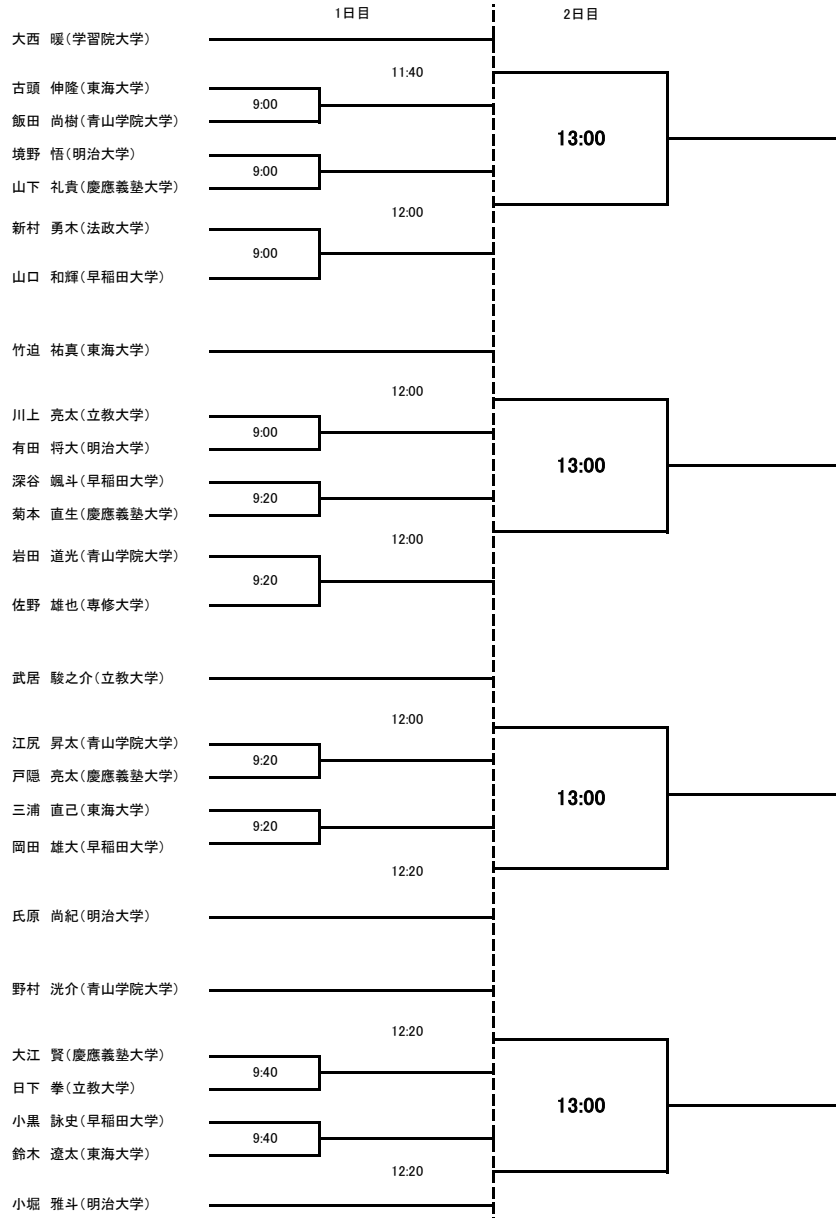 1日目 2日目
大西 暖(学習院大学)
11:40
古頭 伸隆(東海大学)
9:00
飯田 尚樹(青山学院大学)
13:00
境野 悟(明治大学)
9:00
山下 礼貴(慶應義塾大学)
12:00
新村 勇木(法政大学)
9:00
山口 和輝(早稲田大学)
竹迫 祐真(東海大学)
12:00
川上 亮太(立教大学)
9:00
有田 将大(明治大学)
13:00
深谷 颯斗(早稲田大学)
9:20
菊本 直生(慶應義塾大学)
12:00
岩田 道光(青山学院大学)
9:20
佐野 雄也(専修大学)
武居 駿之介(立教大学)
12:00
江尻 昇太(青山学院大学)
9:20
戸隠 亮太(慶應義塾大学)
13:00
三浦 直己(東海大学)
9:20
岡田 雄大(早稲田大学)
12:20
氏原 尚紀(明治大学)
野村 洸介(青山学院大学)
12:20
大江 賢(慶應義塾大学)
9:40
日下 拳(立教大学)
13:00
小黒 詠史(早稲田大学)
9:40
鈴木 遼太(東海大学)
12:20
小堀 雅斗(明治大学)